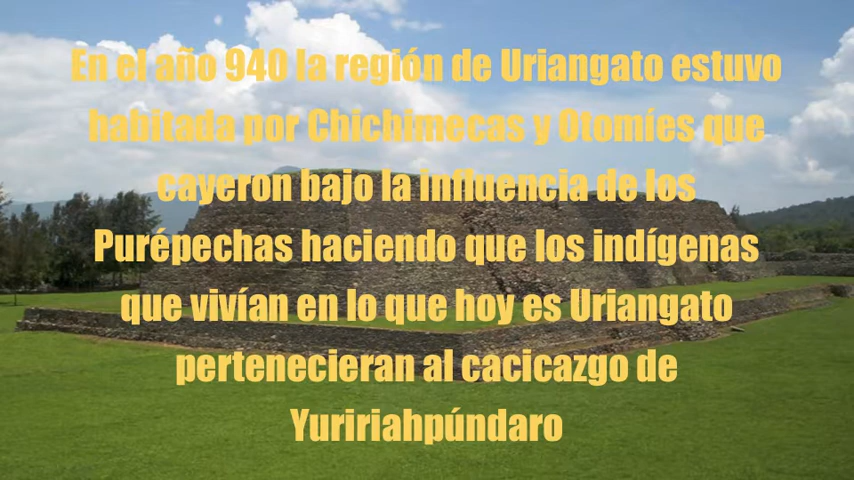 En el año 940 la región de Uriangato estuvo
habitada por Chichimecas y Otomíes que
cayeron bajo la influencia de los
Purépechas haciendo que los indígenas
que vivían en lo que hoy es Uriangato
pertenecieran al cacicazgo de
Yuririahpúndaro